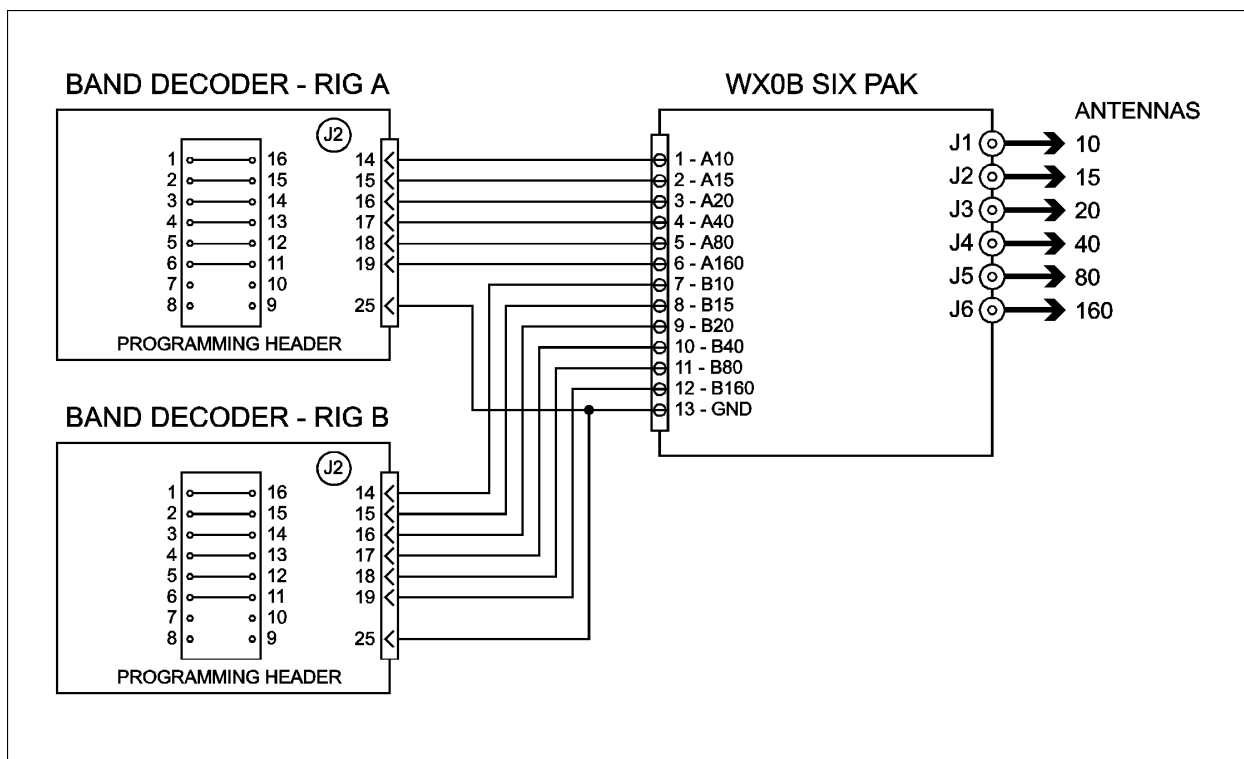 BAND DECODER - RIG A
J2
1 16 14
2 15 15
3 14 16
4 13 17
5 12 18
6 11 19
7 10
8 9 25
PROGRAMMING HEADER
BAND DECODER - RIG B
J2
1 16 14
2 15 15
3 14 16
4 13 17
5 12 18
6 11 19
7 10
8 9 25
PROGRAMMING HEADER
WX0B SIX PAK
1 - A10
2 - A15
3 - A20
4 - A40
5 - A80
6 - A160
7 - B10
8 - B15
9 - B20
10 - B40
11 - B80
12 - B160
13 - GND
ANTENNAS
J1 10
J2 15
J3 20
J4 40
J5 80
J6 160